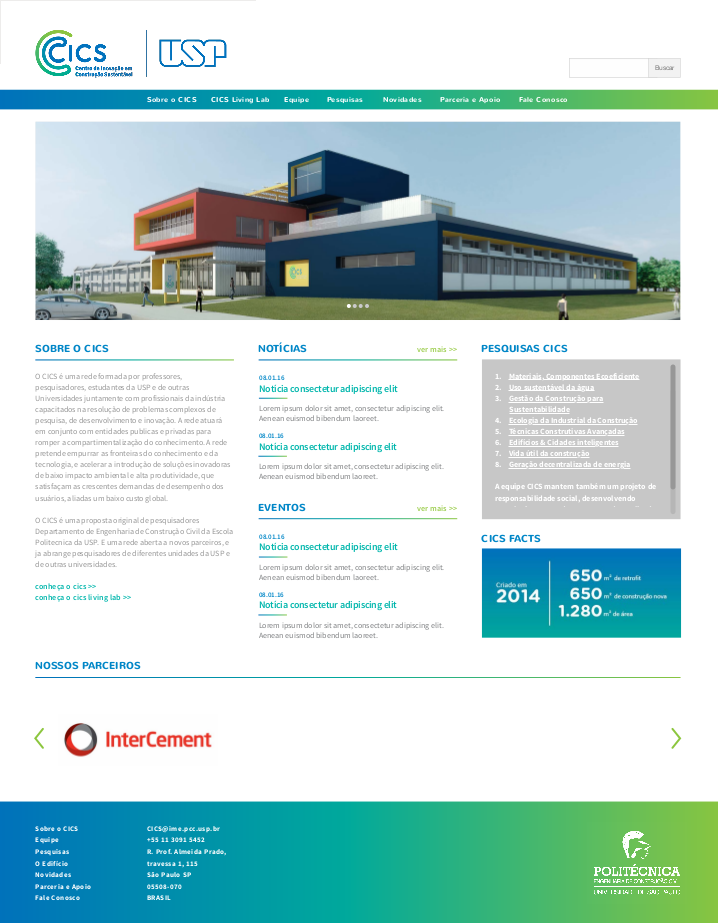 CICS
Centro de Inovação em
Construção Sustentável
USP
Buscar
Sobre o CICS CICS Living Lab Equipe Pesquisas Novidades Parceria e Apoio Fale Conosco
CICS
SOBRE O CICS
O CICS é uma rede formada por professores,
pesquisadores, estudantes da USP e de outras
Universidades juntamente com profissionais da indústria
capacitados na resolução de problemas complexos de
pesquisa, de desenvolvimento e inovação. A rede atuará
em conjunto com entidades publicas e privadas para
romper a compartimentalização do conhecimento. A rede
pretende empurrar as fronteiras do conhecimento e da
tecnologia, e acelerar a introdução de soluções inovadoras
de baixo impacto ambiental e alta produtividade, que
satisfaçam as crescentes demandas de desempenho dos
usuários, aliadas um baixo custo global.
O CICS é uma proposta original de pesquisadores
Departamento de Engenharia de Construção Civil da Escola
Politecnica da USP. E uma rede aberta a novos parceiros, e
ja abrange pesquisadores de diferentes unidades da USP e
de outras universidades.
conheça o cics >>
conheça o cics living lab >>
NOTÍCIAS
ver mais >>
08.01.16
Noticia consectetur adipiscing elit
Lorem ipsum dolor sit amet, consectetur adipiscing elit.
Aenean euismod bibendum laoreet.
08.01.16
Noticia consectetur adipiscing elit
Lorem ipsum dolor sit amet, consectetur adipiscing elit.
Aenean euismod bibendum laoreet.
EVENTOS
ver mais >>
08.01.16
Noticia consectetur adipiscing elit
Lorem ipsum dolor sit amet, consectetur adipiscing elit.
Aenean euismod bibendum laoreet.
08.01.16
Noticia consectetur adipiscing elit
Lorem ipsum dolor sit amet, consectetur adipiscing elit.
Aenean euismod bibendum laoreet.
PESQUISAS CICS
1. Materiais, Componentes Ecoeficiente
2. Uso sustentável da água
3. Gestão da Construção para
Sustentabilidade
4. Ecologia da Industrial da Construção
5. Técnicas Construtivas Avançadas
6. Edifícios & Cidades inteligentes
7. Vida útil da construção
8. Geração decentralizada de energia
A equipe CICS mantem também um projeto de
responsabilidade social, desenvolvendo
CICS FACTS
Criado em
2014
650 m² de retrofit
650 m² de construção nova
1.280 m² de área
NOSSOS PARCEIROS
InterCement
Sobre o CICS
Equipe
Pesquisas
O Edifício
Novidades
Parceria e Apoio
Fale Conosco
CICS@ime.pcc.usp.br
+55 11 3091 5452
R. Prof. Almeida Prado,
travessa 1, 115
São Paulo SP
05508-070
BRASIL
POLITÉCNICA
ENGENHARIA DE CONSTRUÇÃO CIVIL
UNIVERSIDADE DE SÃO PAULO